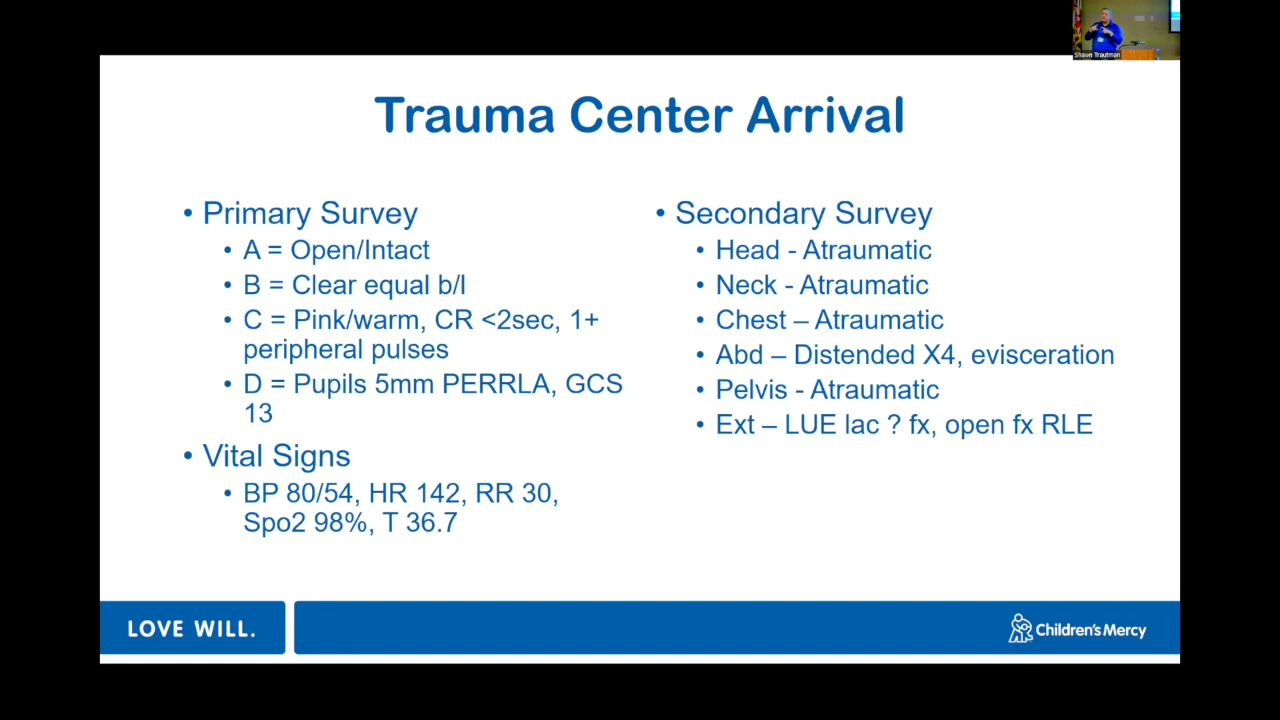 Shawn Trautman
Trauma Center Arrival
• Primary Survey
• A = Open/Intact
• B = Clear equal b/l
• C = Pink/warm, CR <2sec, 1+
peripheral pulses
• D = Pupils 5mm PERRLA, GCS
13
• Vital Signs
• BP 80/54, HR 142, RR 30,
Spo2 98%, T 36.7
• Secondary Survey
• Head - Atraumatic
• Neck - Atraumatic
• Chest – Atraumatic
• Abd – Distended X4, evisceration
• Pelvis - Atraumatic
• Ext – LUE lac ? fx, open fx RLE
LOVE WILL.
Children's Mercy